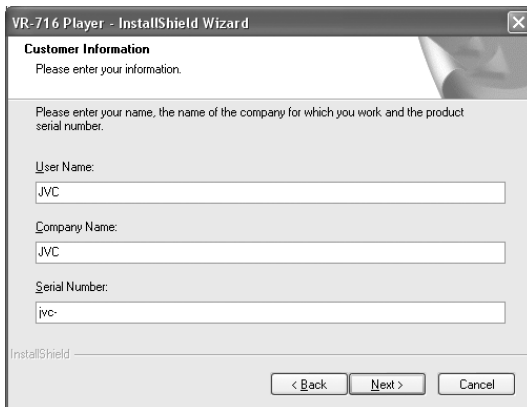 VR-716 Player - InstallShield Wizard
Customer Information
Please enter your information.
Please enter your name, the name of the company for which you work and the product
serial number.
User Name:
JVC
Company Name:
JVC
Serial Number:
jvc-
InstallShield
< Back Next > Cancel